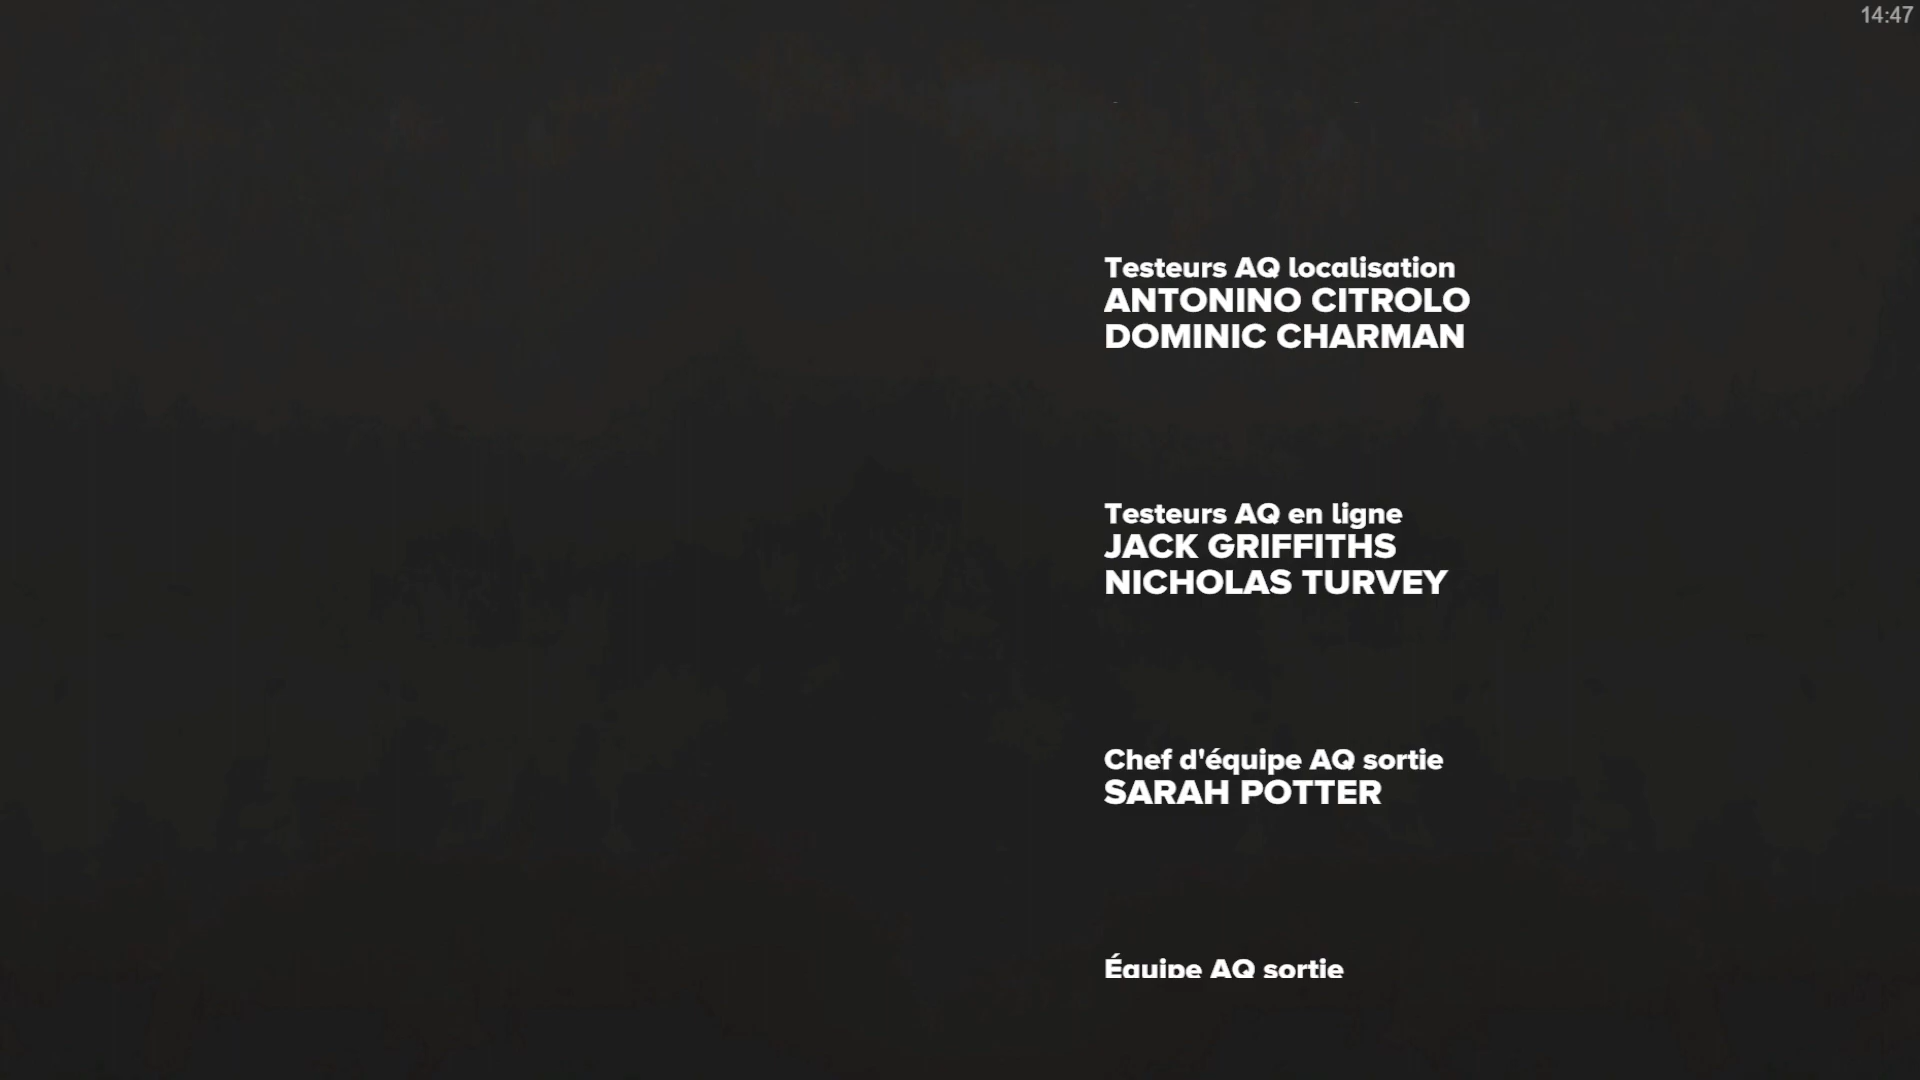 14:47
Testeurs AQ localisation
ANTONINO CITROLO
DOMINIC CHARMAN
Testeurs AQ en ligne
JACK GRIFFITHS
NICHOLAS TURVEY
Chef d'équipe AQ sortie
SARAH POTTER
Équipe AQ sortie